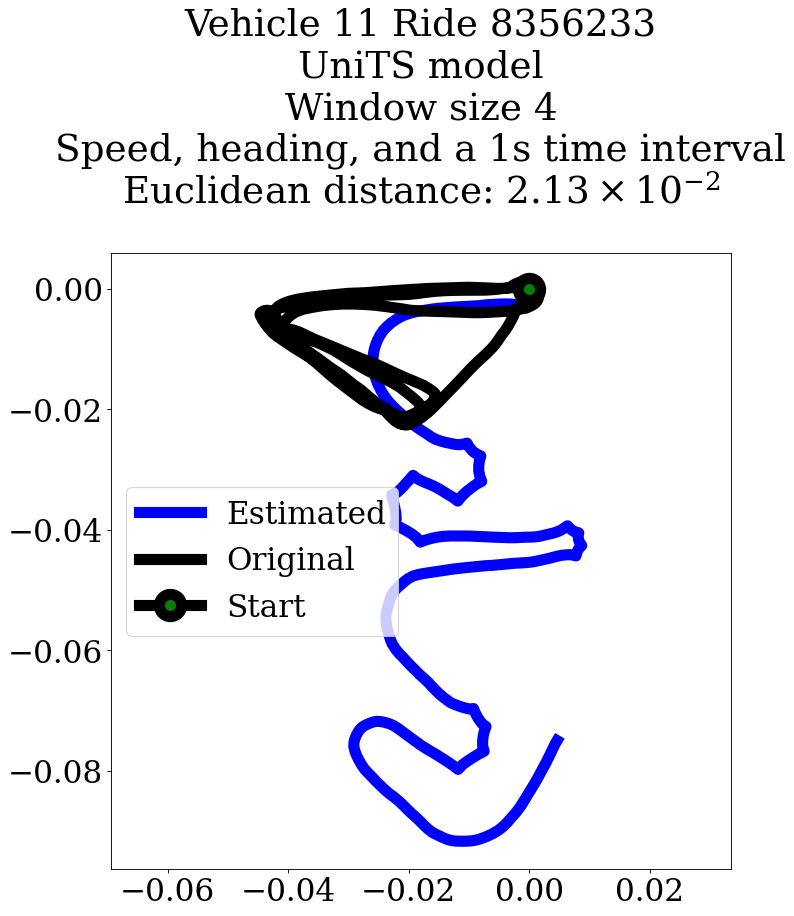 Vehicle 11 Ride 8356233
UniTS model
Window size 4
Speed, heading, and a 1s time interval
Euclidean distance: 2.13 × 10⁻²
0.00
−0.02
−0.04
−0.06
−0.08
Estimated
Original
Start
−0.06 −0.04 −0.02 0.00 0.02